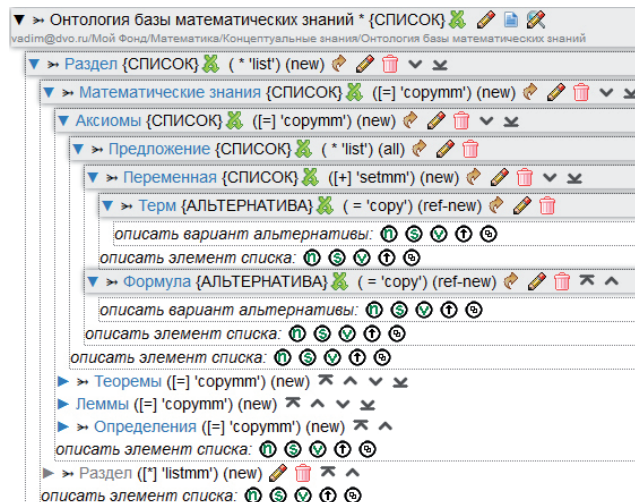 Онтология базы математических знаний * {СПИСОК}
vadim@dvo.ru/Мой Фонд/Математика/Концептуальные знания/Онтология базы математических знаний
Раздел {СПИСОК} ( * 'list') (new)
Математические знания {СПИСОК} ([=] 'copymm') (new)
Аксиомы {СПИСОК} ([=] 'copymm') (new)
Предложение {СПИСОК} ( * 'list') (all)
Переменная {СПИСОК} ([+] 'setmm') (new)
Терм {АЛЬТЕРНАТИВА} ( = 'copy') (ref-new)
описать вариант альтернативы: n s v
описать элемент списка: n s v
Формула {АЛЬТЕРНАТИВА} ( = 'copy') (ref-new)
описать вариант альтернативы: n s v
описать элемент списка: n s v
описать элемент списка: n s v
Теоремы ([=] 'copymm') (new)
Леммы ([=] 'copymm') (new)
Определения ([=] 'copymm') (new)
описать элемент списка: n s v
Раздел ([*] 'listmm') (new)
описать элемент списка: n s v